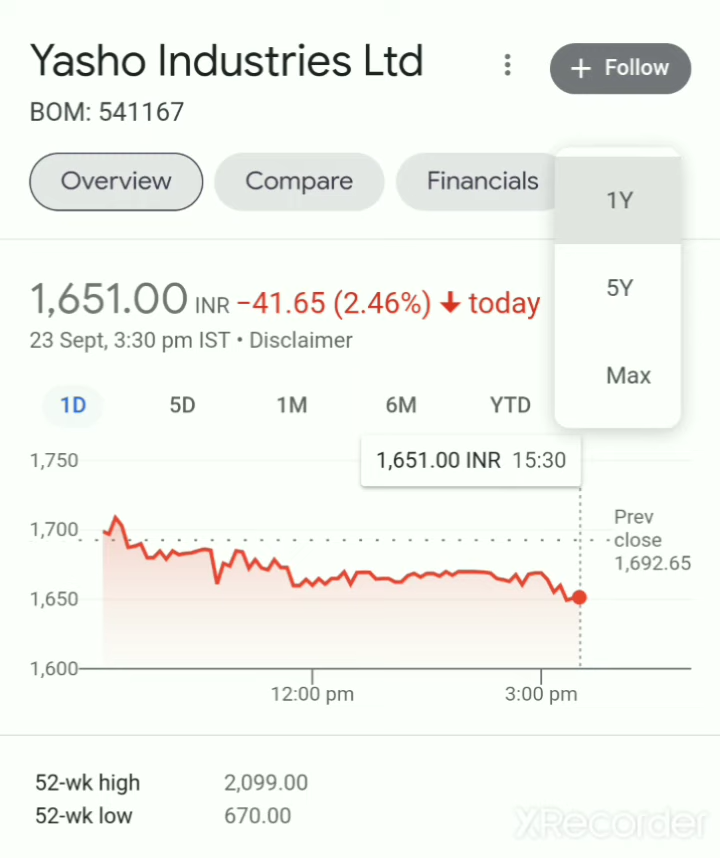 Yasho Industries Ltd
+ Follow
BOM: 541167
Overview Compare Financials
1Y
5Y
Max
1,651.00 INR −41.65 (2.46%) ↓ today
23 Sept, 3:30 pm IST • Disclaimer
1D 5D 1M 6M YTD
1,651.00 INR 15:30
1,750
1,700
1,650
1,600
Prev
close
1,692.65
12:00 pm 3:00 pm
52-wk high 2,099.00
52-wk low 670.00
XRecorder